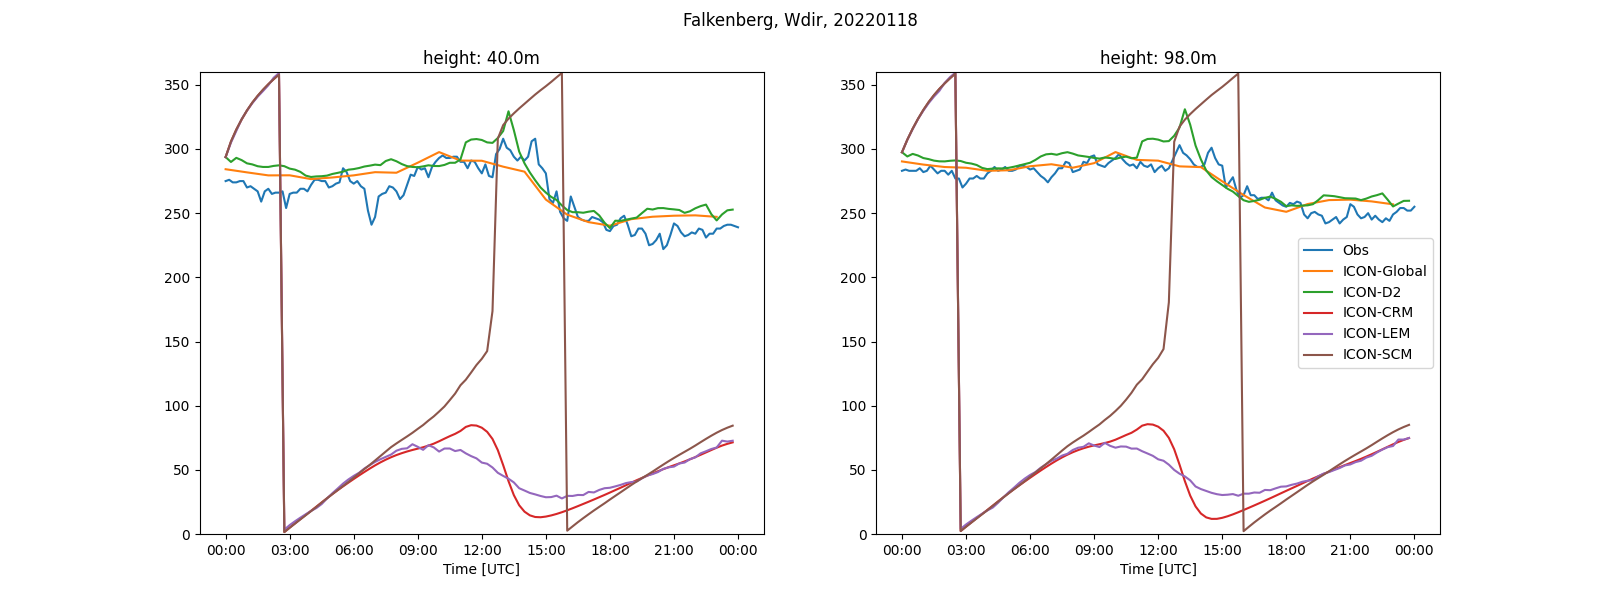 Falkenberg, Wdir, 20220118
height: 40.0m
350
300
250
200
150
100
50
0
00:00 03:00 06:00 09:00 12:00 15:00 18:00 21:00 00:00
Time [UTC]
height: 98.0m
350
300
250
200
150
100
50
0
00:00 03:00 06:00 09:00 12:00 15:00 18:00 21:00 00:00
Time [UTC]
Obs
ICON-Global
ICON-D2
ICON-CRM
ICON-LEM
ICON-SCM